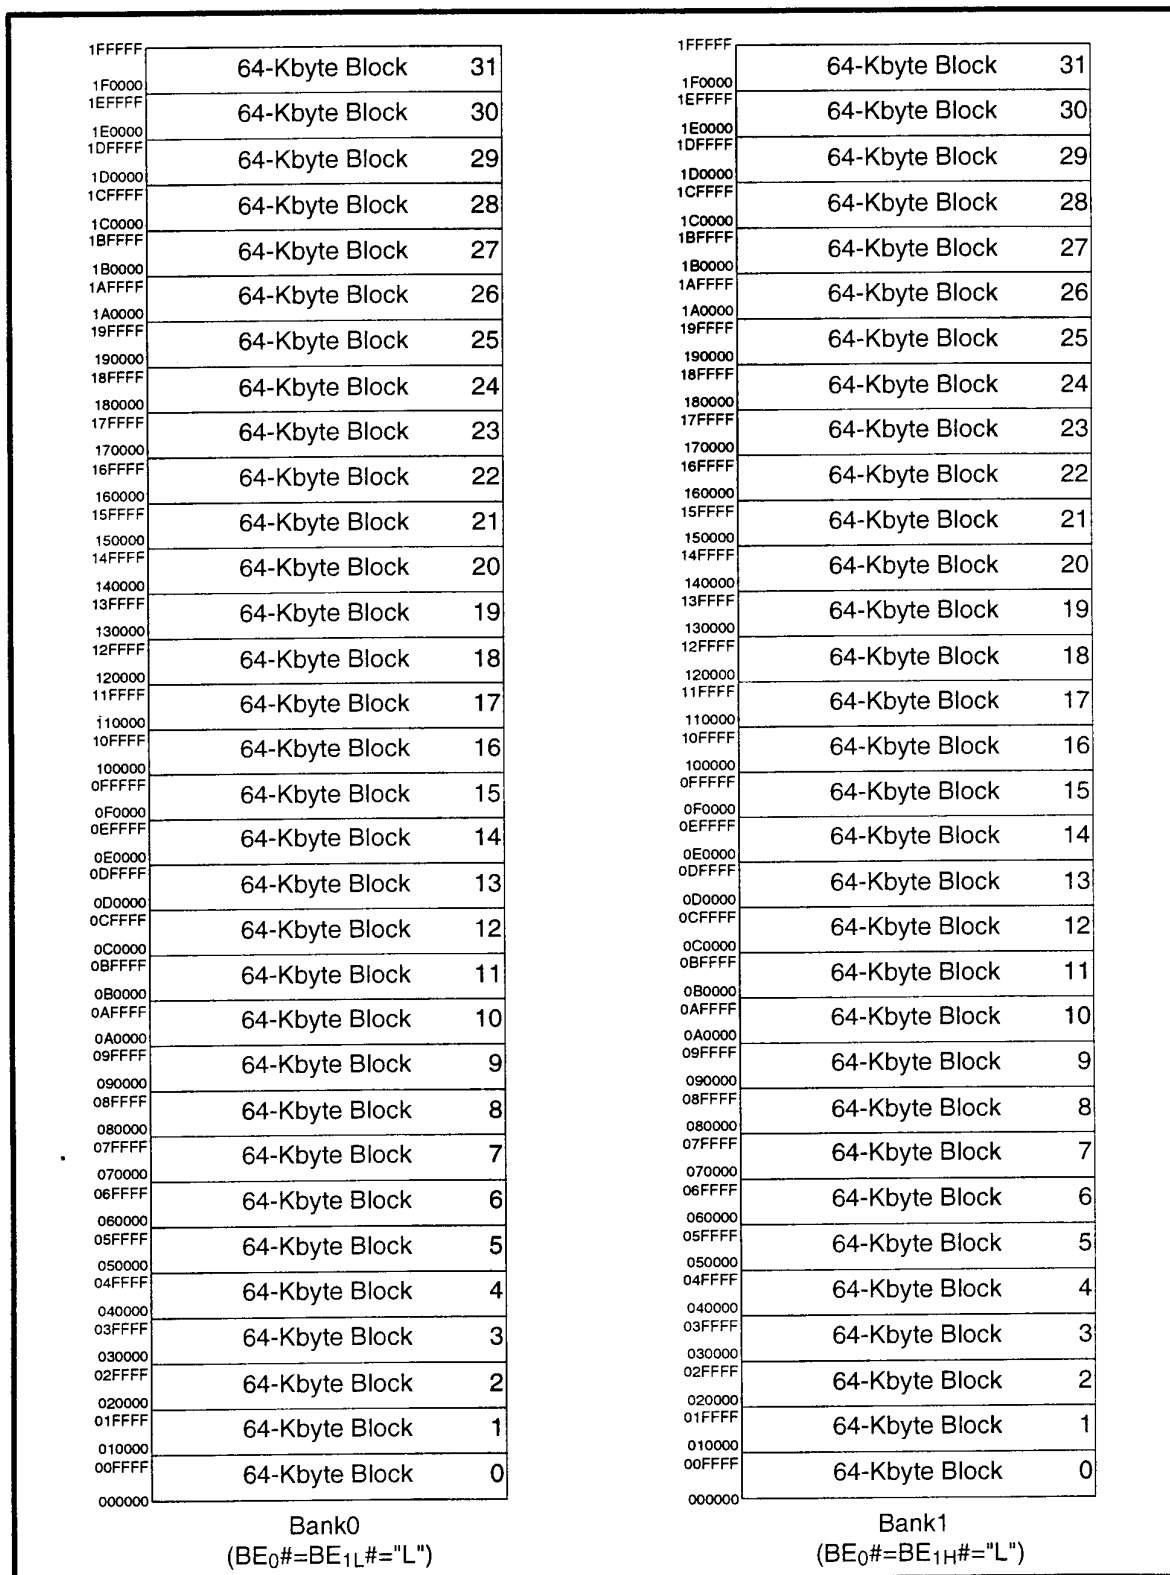 1FFFFF
64-Kbyte Block 31
1F0000
1EFFFF
64-Kbyte Block 30
1E0000
1DFFFF
64-Kbyte Block 29
1D0000
1CFFFF
64-Kbyte Block 28
1C0000
1BFFFF
64-Kbyte Block 27
1B0000
1AFFFF
64-Kbyte Block 26
1A0000
19FFFF
64-Kbyte Block 25
190000
18FFFF
64-Kbyte Block 24
180000
17FFFF
64-Kbyte Block 23
170000
16FFFF
64-Kbyte Block 22
160000
15FFFF
64-Kbyte Block 21
150000
14FFFF
64-Kbyte Block 20
140000
13FFFF
64-Kbyte Block 19
130000
12FFFF
64-Kbyte Block 18
120000
11FFFF
64-Kbyte Block 17
110000
10FFFF
64-Kbyte Block 16
100000
0FFFFF
64-Kbyte Block 15
0F0000
0EFFFF
64-Kbyte Block 14
0E0000
0DFFFF
64-Kbyte Block 13
0D0000
0CFFFF
64-Kbyte Block 12
0C0000
0BFFFF
64-Kbyte Block 11
0B0000
0AFFFF
64-Kbyte Block 10
0A0000
09FFFF
64-Kbyte Block 9
090000
08FFFF
64-Kbyte Block 8
080000
07FFFF
64-Kbyte Block 7
070000
06FFFF
64-Kbyte Block 6
060000
05FFFF
64-Kbyte Block 5
050000
04FFFF
64-Kbyte Block 4
040000
03FFFF
64-Kbyte Block 3
030000
02FFFF
64-Kbyte Block 2
020000
01FFFF
64-Kbyte Block 1
010000
00FFFF
64-Kbyte Block 0
000000
Bank0
(BE0#=BE1L#="L")
1FFFFF
64-Kbyte Block 31
1F0000
1EFFFF
64-Kbyte Block 30
1E0000
1DFFFF
64-Kbyte Block 29
1D0000
1CFFFF
64-Kbyte Block 28
1C0000
1BFFFF
64-Kbyte Block 27
1B0000
1AFFFF
64-Kbyte Block 26
1A0000
19FFFF
64-Kbyte Block 25
190000
18FFFF
64-Kbyte Block 24
180000
17FFFF
64-Kbyte Block 23
170000
16FFFF
64-Kbyte Block 22
160000
15FFFF
64-Kbyte Block 21
150000
14FFFF
64-Kbyte Block 20
140000
13FFFF
64-Kbyte Block 19
130000
12FFFF
64-Kbyte Block 18
120000
11FFFF
64-Kbyte Block 17
110000
10FFFF
64-Kbyte Block 16
100000
0FFFFF
64-Kbyte Block 15
0F0000
0EFFFF
64-Kbyte Block 14
0E0000
0DFFFF
64-Kbyte Block 13
0D0000
0CFFFF
64-Kbyte Block 12
0C0000
0BFFFF
64-Kbyte Block 11
0B0000
0AFFFF
64-Kbyte Block 10
0A0000
09FFFF
64-Kbyte Block 9
090000
08FFFF
64-Kbyte Block 8
080000
07FFFF
64-Kbyte Block 7
070000
06FFFF
64-Kbyte Block 6
060000
05FFFF
64-Kbyte Block 5
050000
04FFFF
64-Kbyte Block 4
040000
03FFFF
64-Kbyte Block 3
030000
02FFFF
64-Kbyte Block 2
020000
01FFFF
64-Kbyte Block 1
010000
00FFFF
64-Kbyte Block 0
000000
Bank1
(BE0#=BE1H#="L")